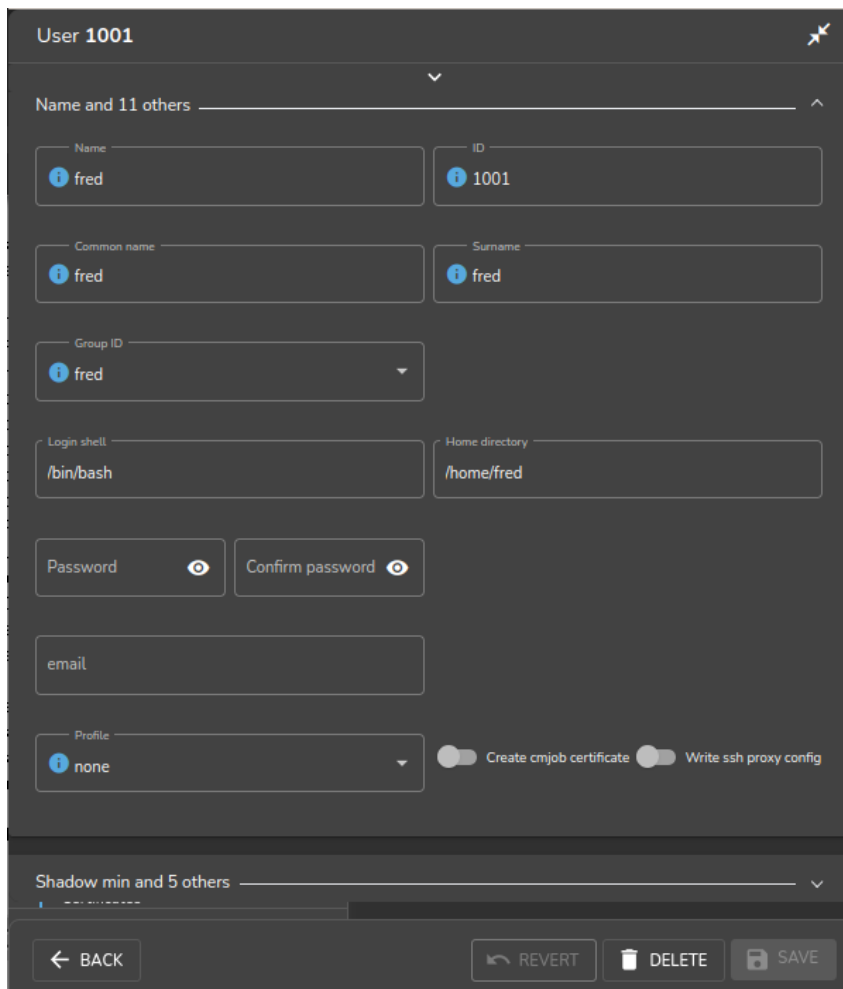 User 1001
Name and 11 others
Name
fred
ID
1001
Common name
fred
Surname
fred
Group ID
fred
Login shell
/bin/bash
Home directory
/home/fred
Password
Confirm password
email
Profile
none
Create cmjob certificate
Write ssh proxy config
Shadow min and 5 others
BACK
REVERT
DELETE
SAVE